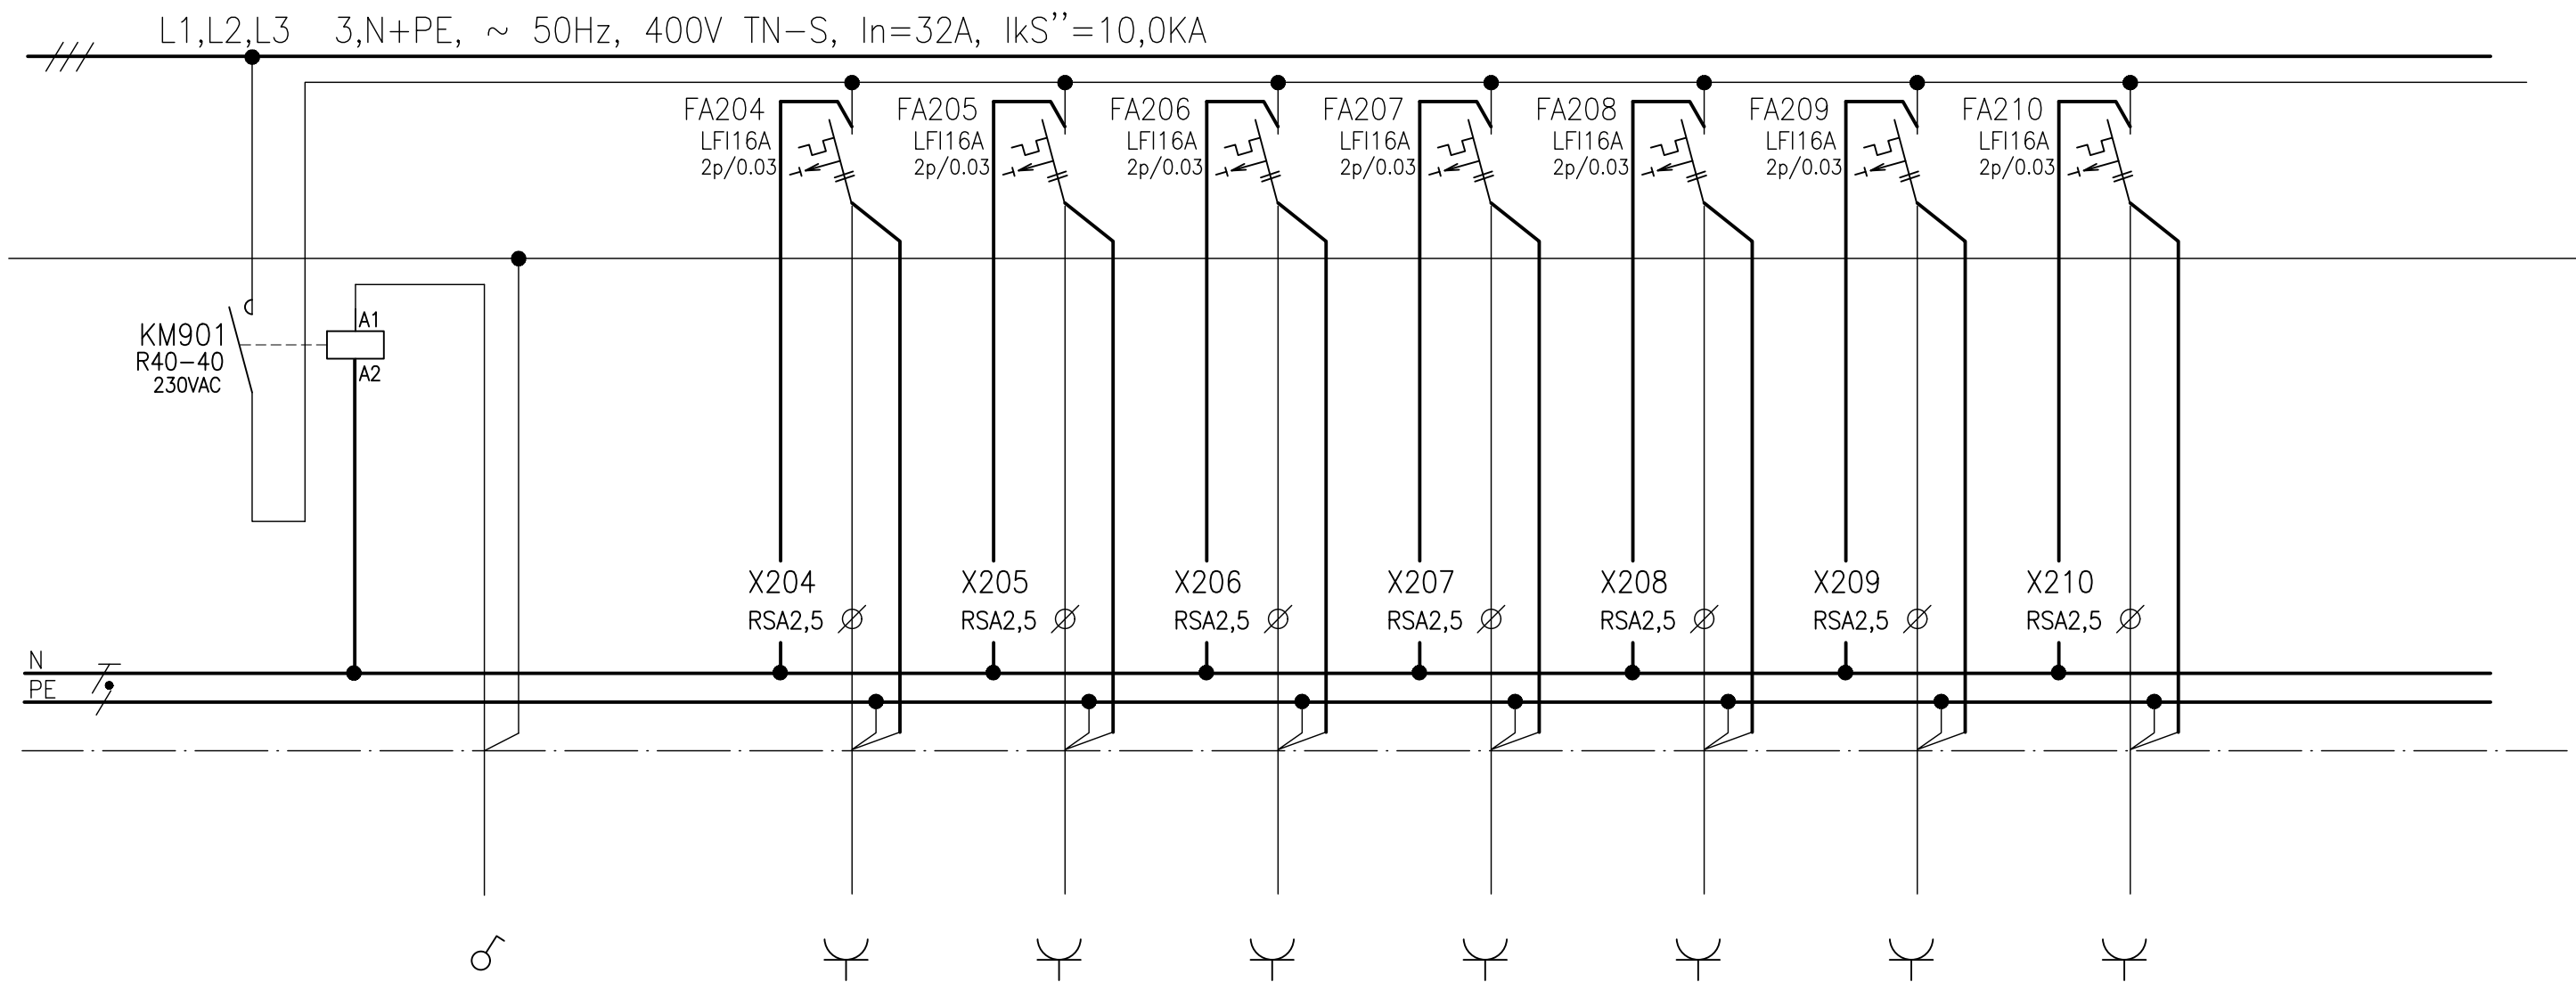 L1,L2,L3 3,N+PE, ~ 50Hz, 400V TN-S, In=32A, IkS’’=10,0KA
FA204
LFI16A
2p/0.03
FA205
LFI16A
2p/0.03
FA206
LFI16A
2p/0.03
FA207
LFI16A
2p/0.03
FA208
LFI16A
2p/0.03
FA209
LFI16A
2p/0.03
FA210
LFI16A
2p/0.03
KM901
R40-40
230VAC
A1
A2
X204
RSA2,5
X205
RSA2,5
X206
RSA2,5
X207
RSA2,5
X208
RSA2,5
X209
RSA2,5
X210
RSA2,5
N
PE